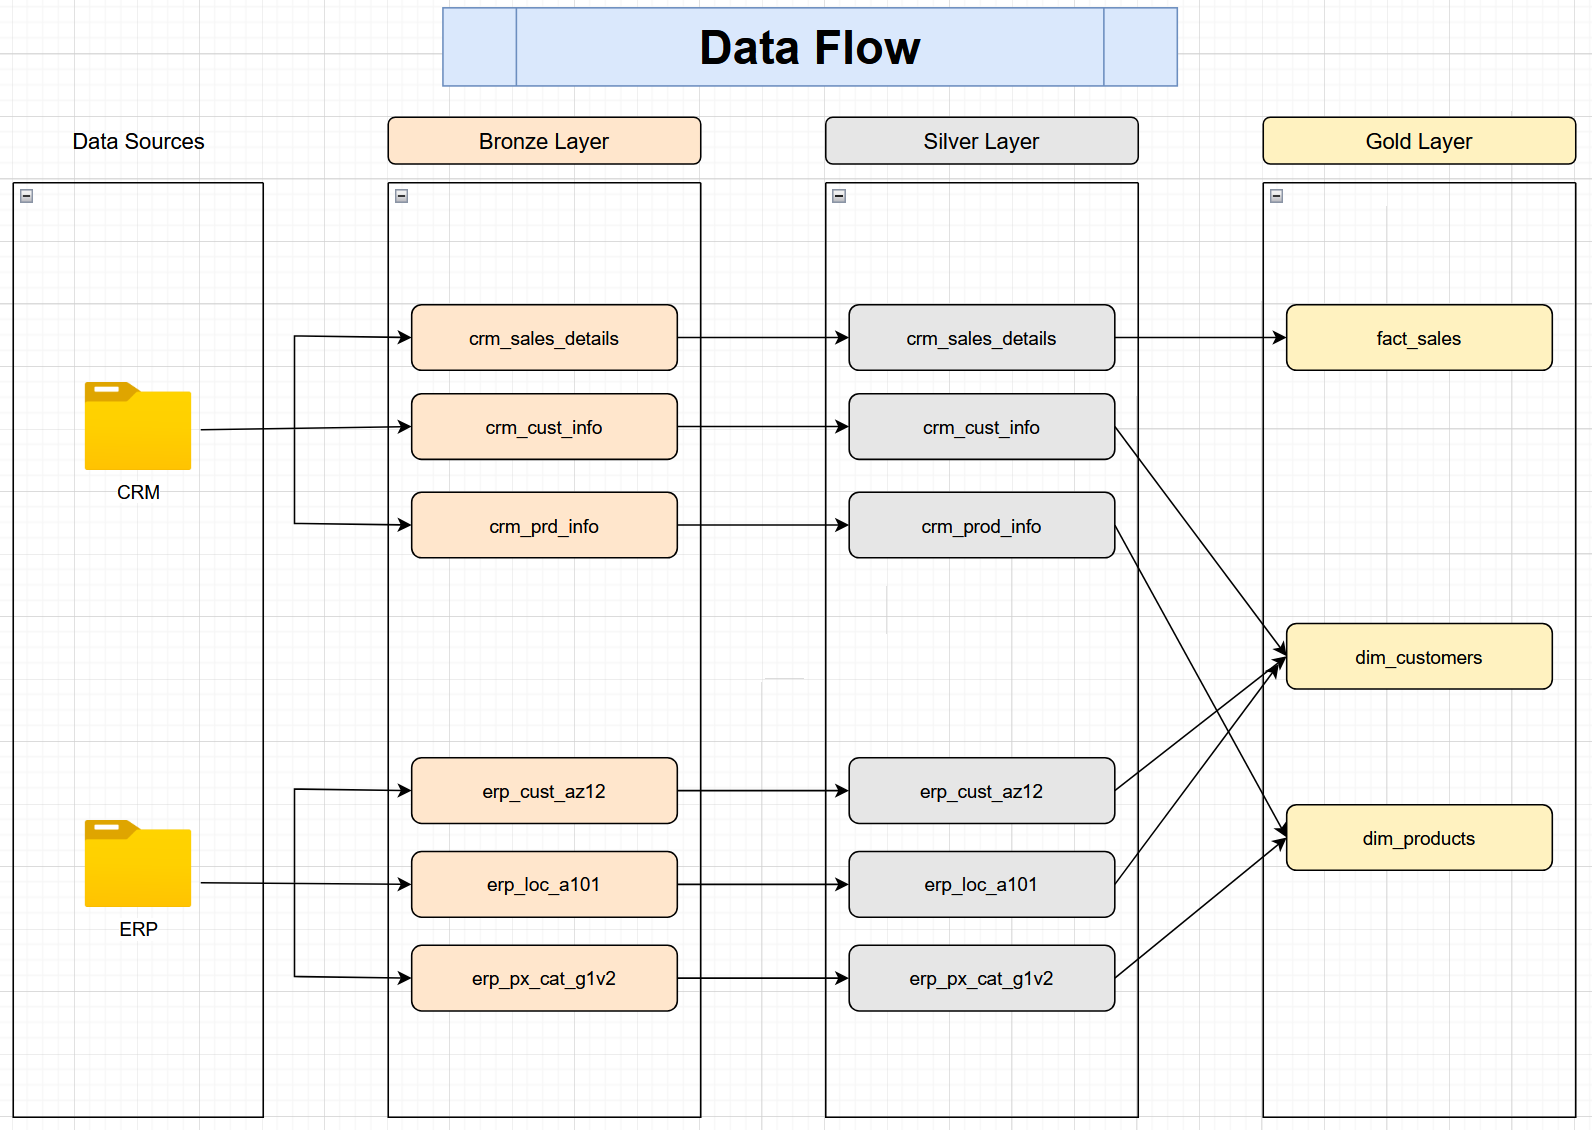 Data Flow
Data Sources
Bronze Layer
Silver Layer
Gold Layer
crm_sales_details
crm_sales_details
fact_sales
crm_cust_info
crm_cust_info
CRM
crm_prd_info
crm_prod_info
dim_customers
erp_cust_az12
erp_cust_az12
dim_products
erp_loc_a101
erp_loc_a101
ERP
erp_px_cat_g1v2
erp_px_cat_g1v2